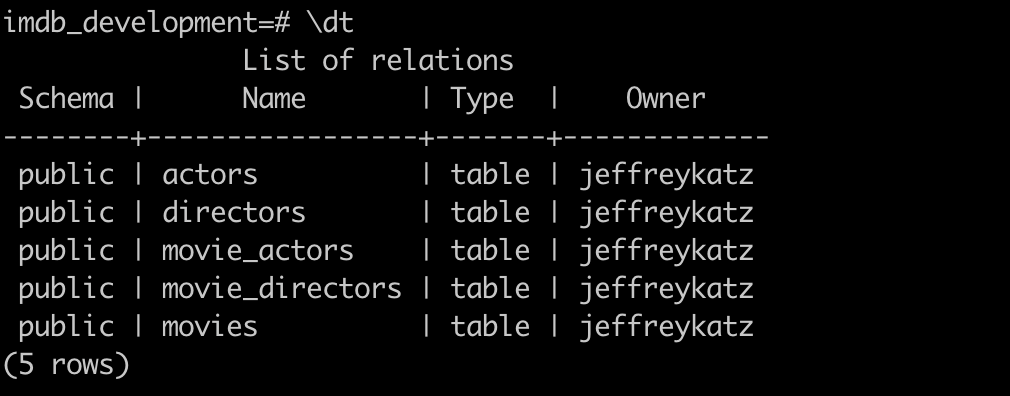 imdb_development=# \dt
              List of relations
 Schema |      Name       | Type  |    Owner
--------+-----------------+-------+-------------
 public | actors          | table | jeffreykatz
 public | directors       | table | jeffreykatz
 public | movie_actors    | table | jeffreykatz
 public | movie_directors | table | jeffreykatz
 public | movies          | table | jeffreykatz
(5 rows)